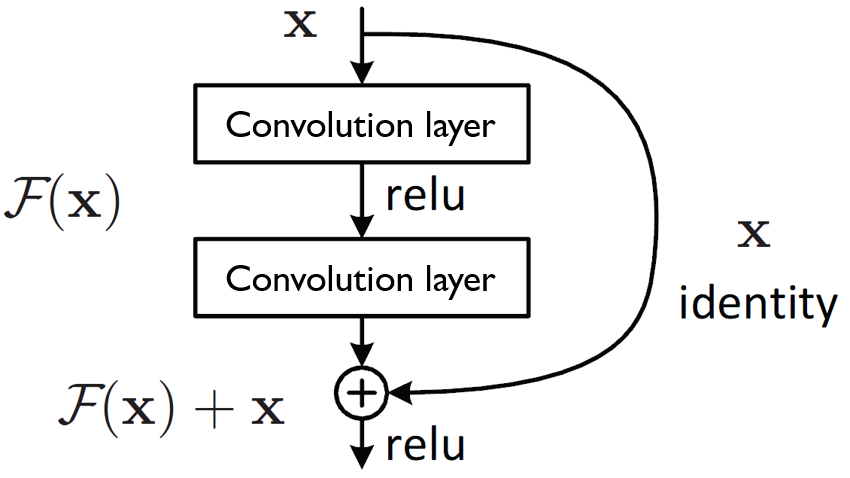 x
Convolution layer
relu
F(x)
x
identity
Convolution layer
F(x) + x
+
relu